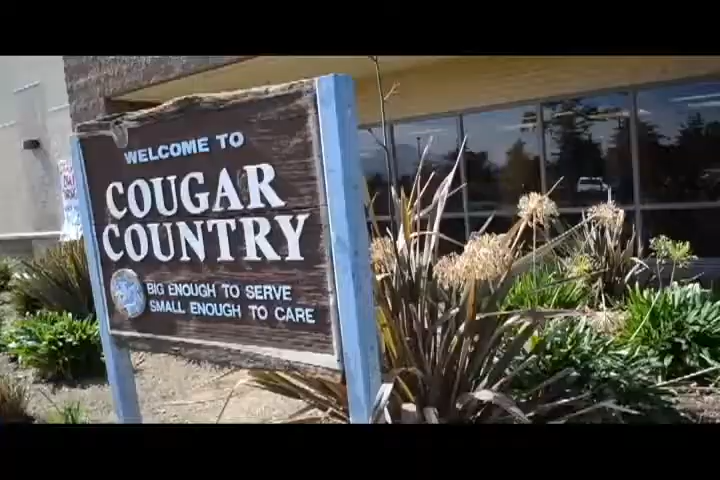 WELCOME TO
COUGAR
COUNTRY
BIG ENOUGH TO SERVE
SMALL ENOUGH TO CARE